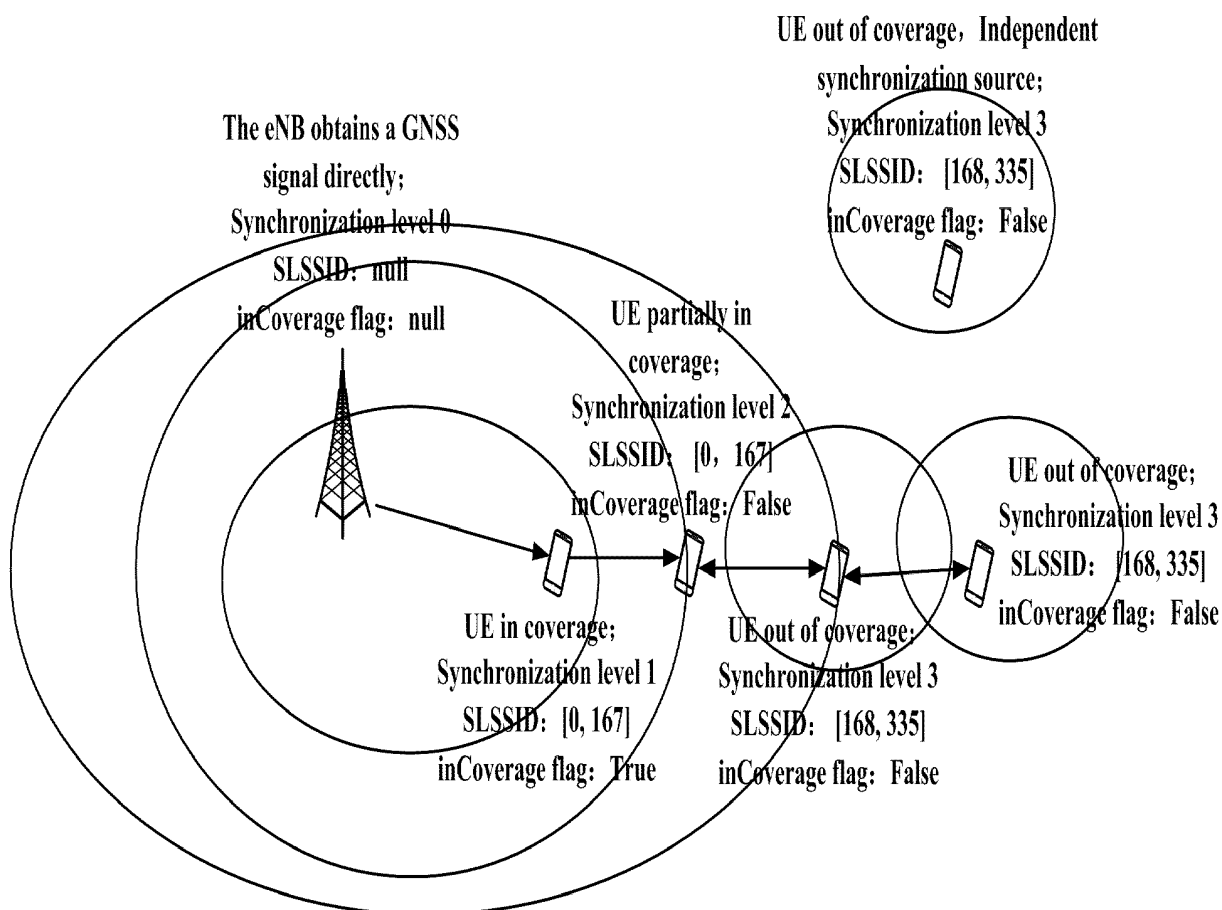 UE out of coverage，Independent
synchronization source；
Synchronization level 3
SLSSID： [168, 335]
inCoverage flag：False
The eNB obtains a GNSS
signal directly；
Synchronization level 0
SLSSID：null
inCoverage flag：null
UE partially in
coverage；
Synchronization level 2
SLSSID： [0，167]
inCoverage flag：False
UE out of coverage；
Synchronization level 3
SLSSID： [168, 335]
inCoverage flag：False
UE in coverage；
Synchronization level 1
SLSSID：[0, 167]
inCoverage flag：True
UE out of coverage；
Synchronization level 3
SLSSID： [168, 335]
inCoverage flag：False